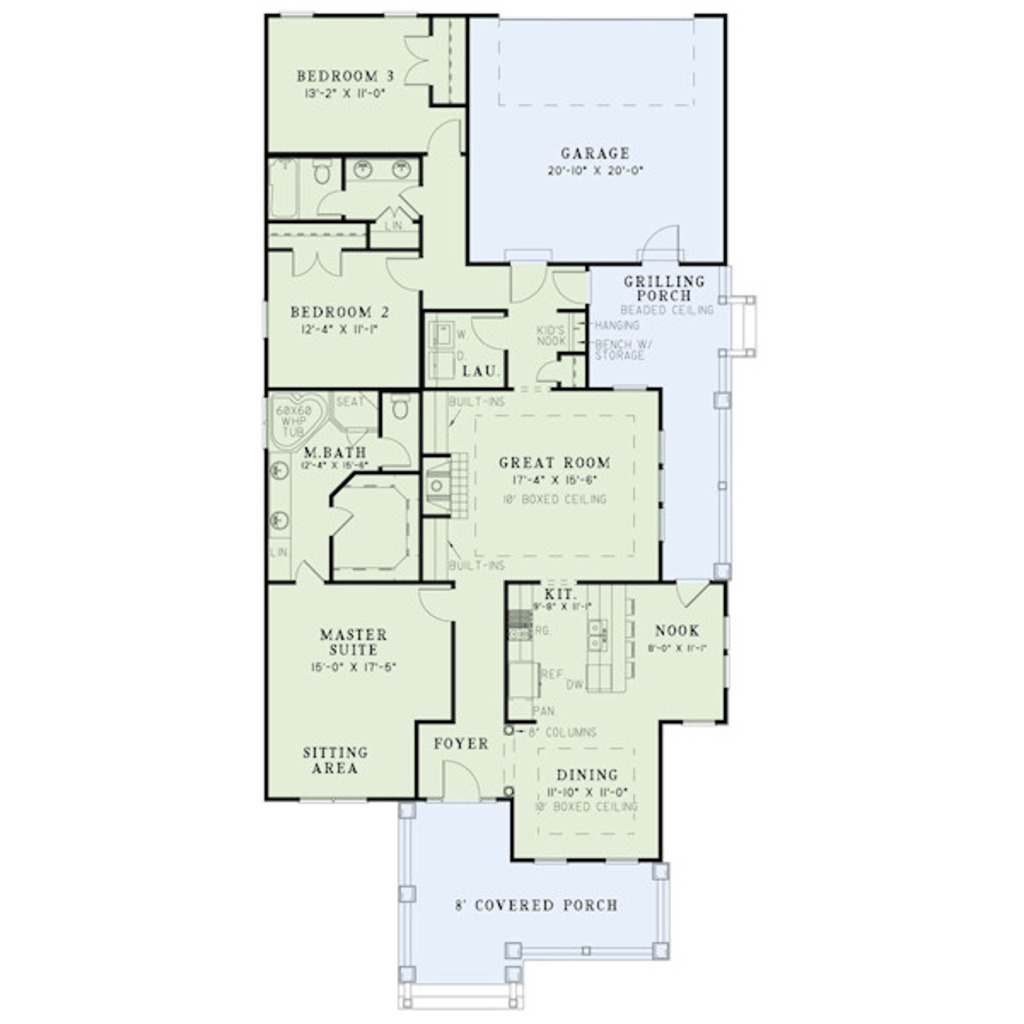 BEDROOM 3
13'-2" X 11'-0"
GARAGE
20'-10" X 20'-0"
LIN
GRILLING
PORCH
BEADED CEILING
BEDROOM 2
12'-4" X 11'-1"
KID'S
NOOK
HANGING
BENCH W/
STORAGE
W.
D.
LAU.
BUILT-INS
SEAT
60X60
WHP
TUB
M.BATH
12'-4" X 15'-6"
GREAT ROOM
17'-4" X 15'-6"
10' BOXED CEILING
LIN
BUILT-INS
KIT.
9'-8" X 11'-1"
RG.
NOOK
8'-0" X 11'-1"
MASTER
SUITE
15'-0" X 17'-5"
REF
DW
PAN.
8" COLUMNS
FOYER
SITTING
AREA
DINING
11'-10" X 11'-0"
10' BOXED CEILING
8' COVERED PORCH